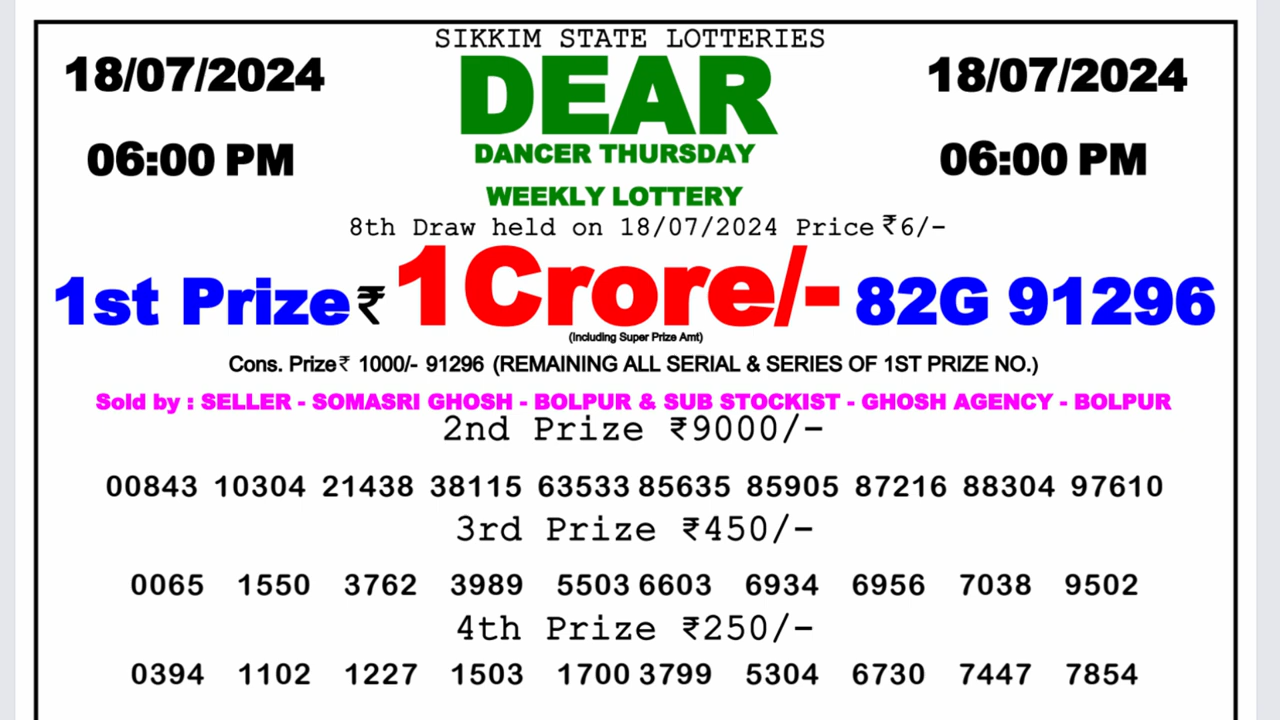 SIKKIM STATE LOTTERIES
18/07/2024 DEAR 18/07/2024
06:00 PM DANCER THURSDAY 06:00 PM
WEEKLY LOTTERY
8th Draw held on 18/07/2024 Price ₹6/-
1st Prize ₹ 1Crore/- 82G 91296
(Including Super Prize Amt)
Cons. Prize ₹ 1000/- 91296 (REMAINING ALL SERIAL & SERIES OF 1ST PRIZE NO.)
Sold by : SELLER - SOMASRI GHOSH - BOLPUR & SUB STOCKIST - GHOSH AGENCY - BOLPUR
2nd Prize ₹9000/-
00843 10304 21438 38115 63533 85635 85905 87216 88304 97610
3rd Prize ₹450/-
0065 1550 3762 3989 5503 6603 6934 6956 7038 9502
4th Prize ₹250/-
0394 1102 1227 1503 1700 3799 5304 6730 7447 7854